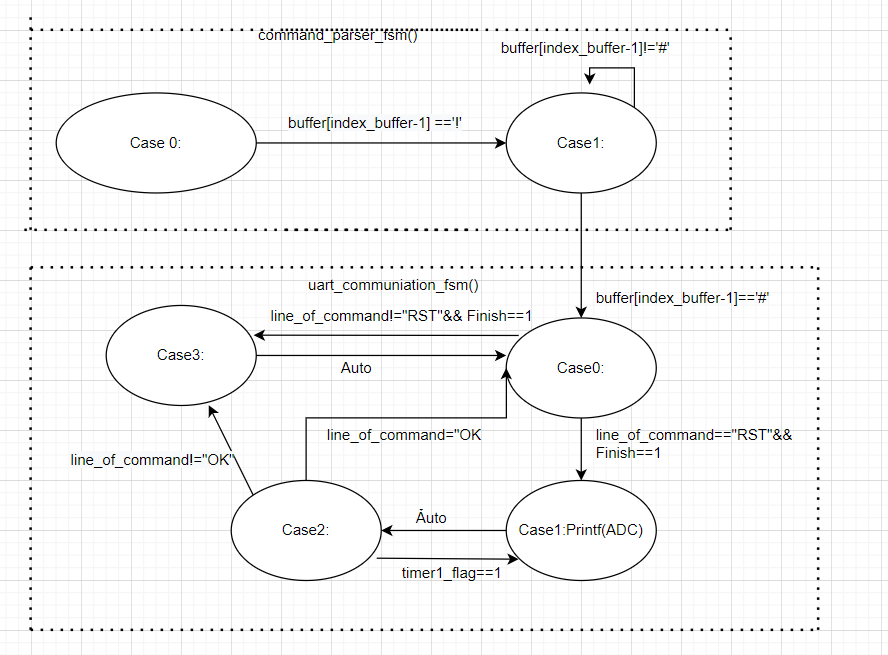 command_parser_fsm()
buffer[index_buffer-1]!='#'
buffer[index_buffer-1] =='!'
Case 0:
Case1:
uart_communiation_fsm()
buffer[index_buffer-1]=='#'
line_of_command!="RST"&& Finish==1
Case3:
Auto
Case0:
line_of_command="OK
line_of_command=="RST"&&
Finish==1
line_of_command!="OK"
Âuto
Case2:
Case1:Printf(ADC)
timer1_flag==1